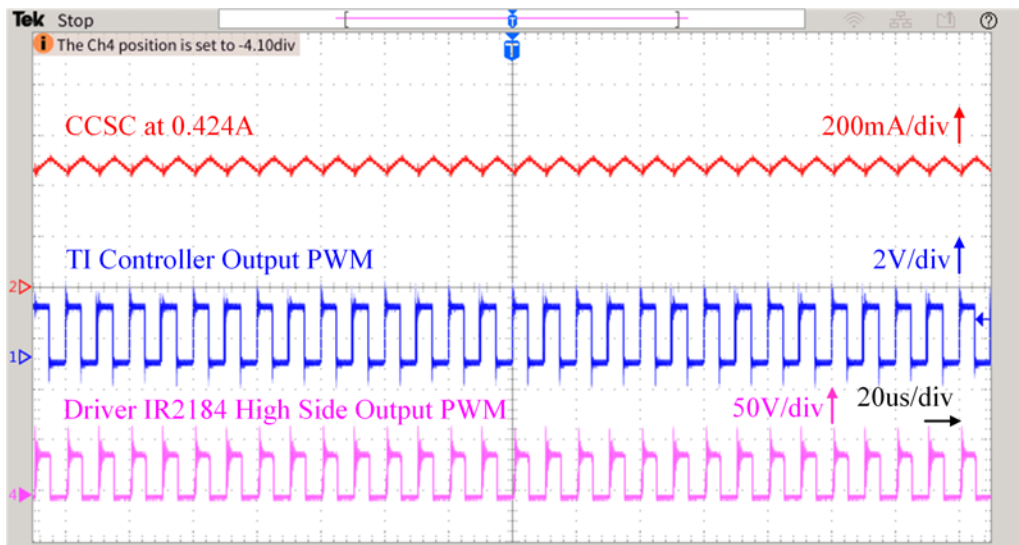 Tek Stop
T
?
i The Ch4 position is set to -4.10div
T
CCSC at 0.424A
200mA/div
TI Controller Output PWM
2V/div
2
1
Driver IR2184 High Side Output PWM
50V/div
20us/div
4